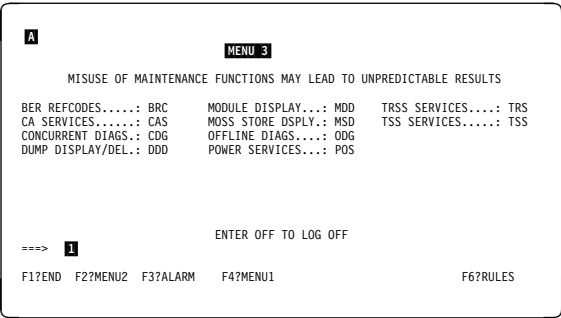 A
MENU 3
MISUSE OF MAINTENANCE FUNCTIONS MAY LEAD TO UNPREDICTABLE RESULTS
BER REFCODES.....: BRC MODULE DISPLAY...: MDD TRSS SERVICES....: TRS
CA SERVICES......: CAS MOSS STORE DSPLY.: MSD TSS SERVICES.....: TSS
CONCURRENT DIAGS.: CDG OFFLINE DIAGS....: ODG
DUMP DISPLAY/DEL.: DDD POWER SERVICES...: POS
ENTER OFF TO LOG OFF
===> 1
F1?END F2?MENU2 F3?ALARM F4?MENU1 F6?RULES